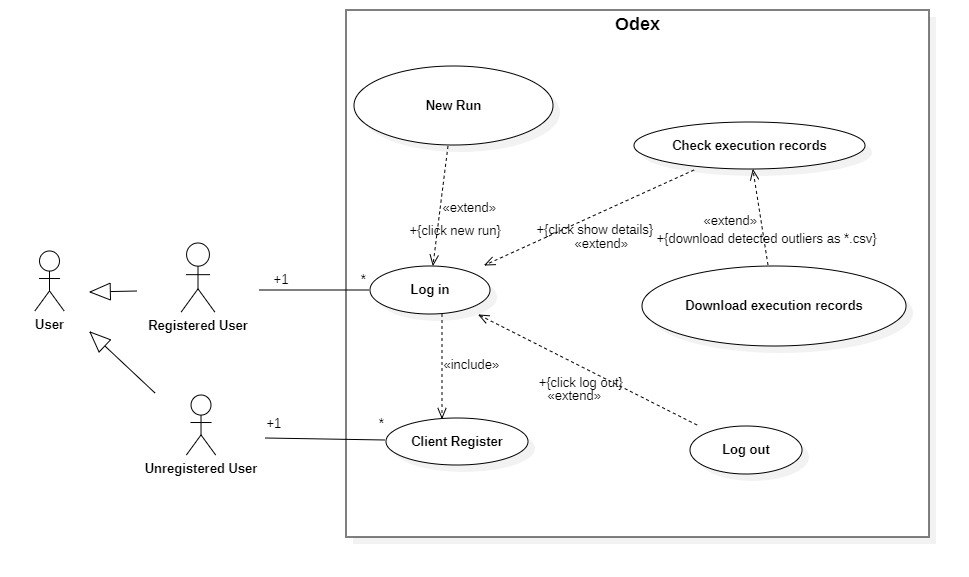 Odex
New Run
Check execution records
«extend»
+{click new run}
+{click show details}
«extend»
«extend»
+{download detected outliers as *.csv}
+1
*
Log in
User
Registered User
Download execution records
«include»
+{click log out}
«extend»
+1
*
Client Register
Log out
Unregistered User